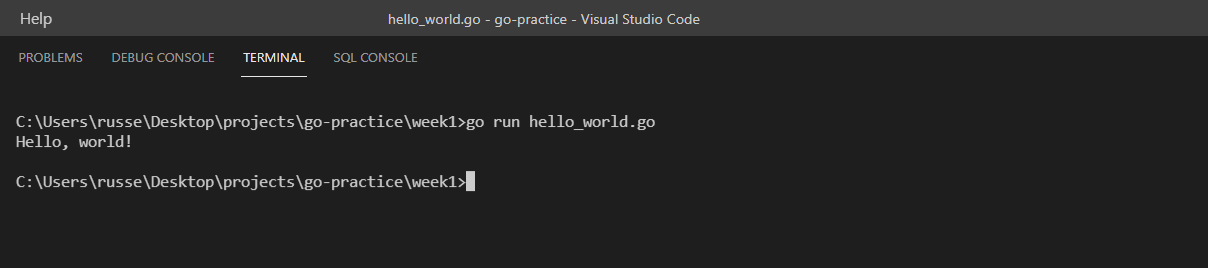 Help hello_world.go - go-practice - Visual Studio Code
PROBLEMS DEBUG CONSOLE TERMINAL SQL CONSOLE
C:\Users\russe\Desktop\projects\go-practice\week1>go run hello_world.go
Hello, world!
C:\Users\russe\Desktop\projects\go-practice\week1>